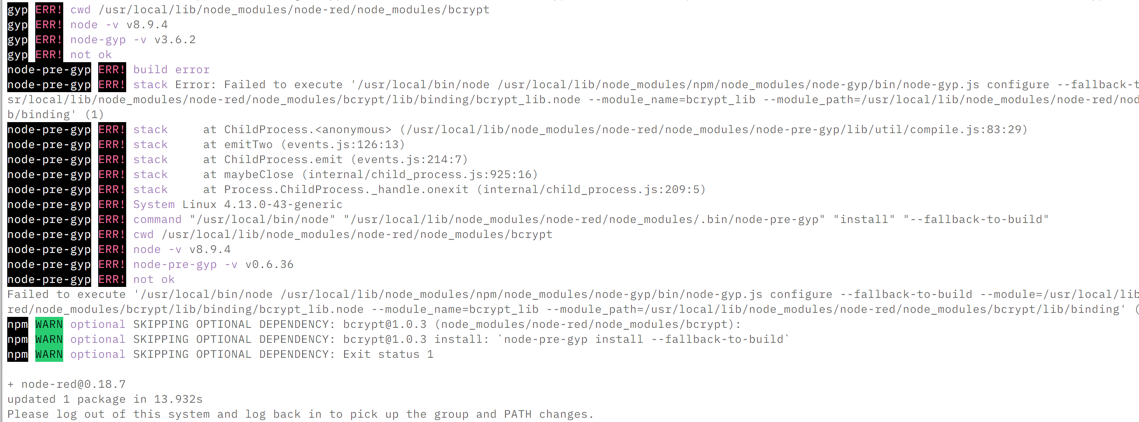 gyp ERR! cwd /usr/local/lib/node_modules/node-red/node_modules/bcrypt
gyp ERR! node -v v8.9.4
gyp ERR! node-gyp -v v3.6.2
gyp ERR! not ok
node-pre-gyp ERR! build error
node-pre-gyp ERR! stack Error: Failed to execute '/usr/local/bin/node /usr/local/lib/node_modules/npm/node_modules/node-gyp/bin/node-gyp.js configure --fallback-t
sr/local/lib/node_modules/node-red/node_modules/bcrypt/lib/binding/bcrypt_lib.node --module_name=bcrypt_lib --module_path=/usr/local/lib/node_modules/node-red/nod
b/binding' (1)
node-pre-gyp ERR! stack     at ChildProcess.<anonymous> (/usr/local/lib/node_modules/node-red/node_modules/node-pre-gyp/lib/util/compile.js:83:29)
node-pre-gyp ERR! stack     at emitTwo (events.js:126:13)
node-pre-gyp ERR! stack     at ChildProcess.emit (events.js:214:7)
node-pre-gyp ERR! stack     at maybeClose (internal/child_process.js:925:16)
node-pre-gyp ERR! stack     at Process.ChildProcess._handle.onexit (internal/child_process.js:209:5)
node-pre-gyp ERR! System Linux 4.13.0-43-generic
node-pre-gyp ERR! command "/usr/local/bin/node" "/usr/local/lib/node_modules/node-red/node_modules/.bin/node-pre-gyp" "install" "--fallback-to-build"
node-pre-gyp ERR! cwd /usr/local/lib/node_modules/node-red/node_modules/bcrypt
node-pre-gyp ERR! node -v v8.9.4
node-pre-gyp ERR! node-pre-gyp -v v0.6.36
node-pre-gyp ERR! not ok
Failed to execute '/usr/local/bin/node /usr/local/lib/node_modules/npm/node_modules/node-gyp/bin/node-gyp.js configure --fallback-to-build --module=/usr/local/lib
red/node_modules/bcrypt/lib/binding/bcrypt_lib.node --module_name=bcrypt_lib --module_path=/usr/local/lib/node_modules/node-red/node_modules/bcrypt/lib/binding' (
npm WARN optional SKIPPING OPTIONAL DEPENDENCY: bcrypt@1.0.3 (node_modules/node-red/node_modules/bcrypt):
npm WARN optional SKIPPING OPTIONAL DEPENDENCY: bcrypt@1.0.3 install: `node-pre-gyp install --fallback-to-build`
npm WARN optional SKIPPING OPTIONAL DEPENDENCY: Exit status 1
+ node-red@0.18.7
updated 1 package in 13.932s
Please log out of this system and log back in to pick up the group and PATH changes.